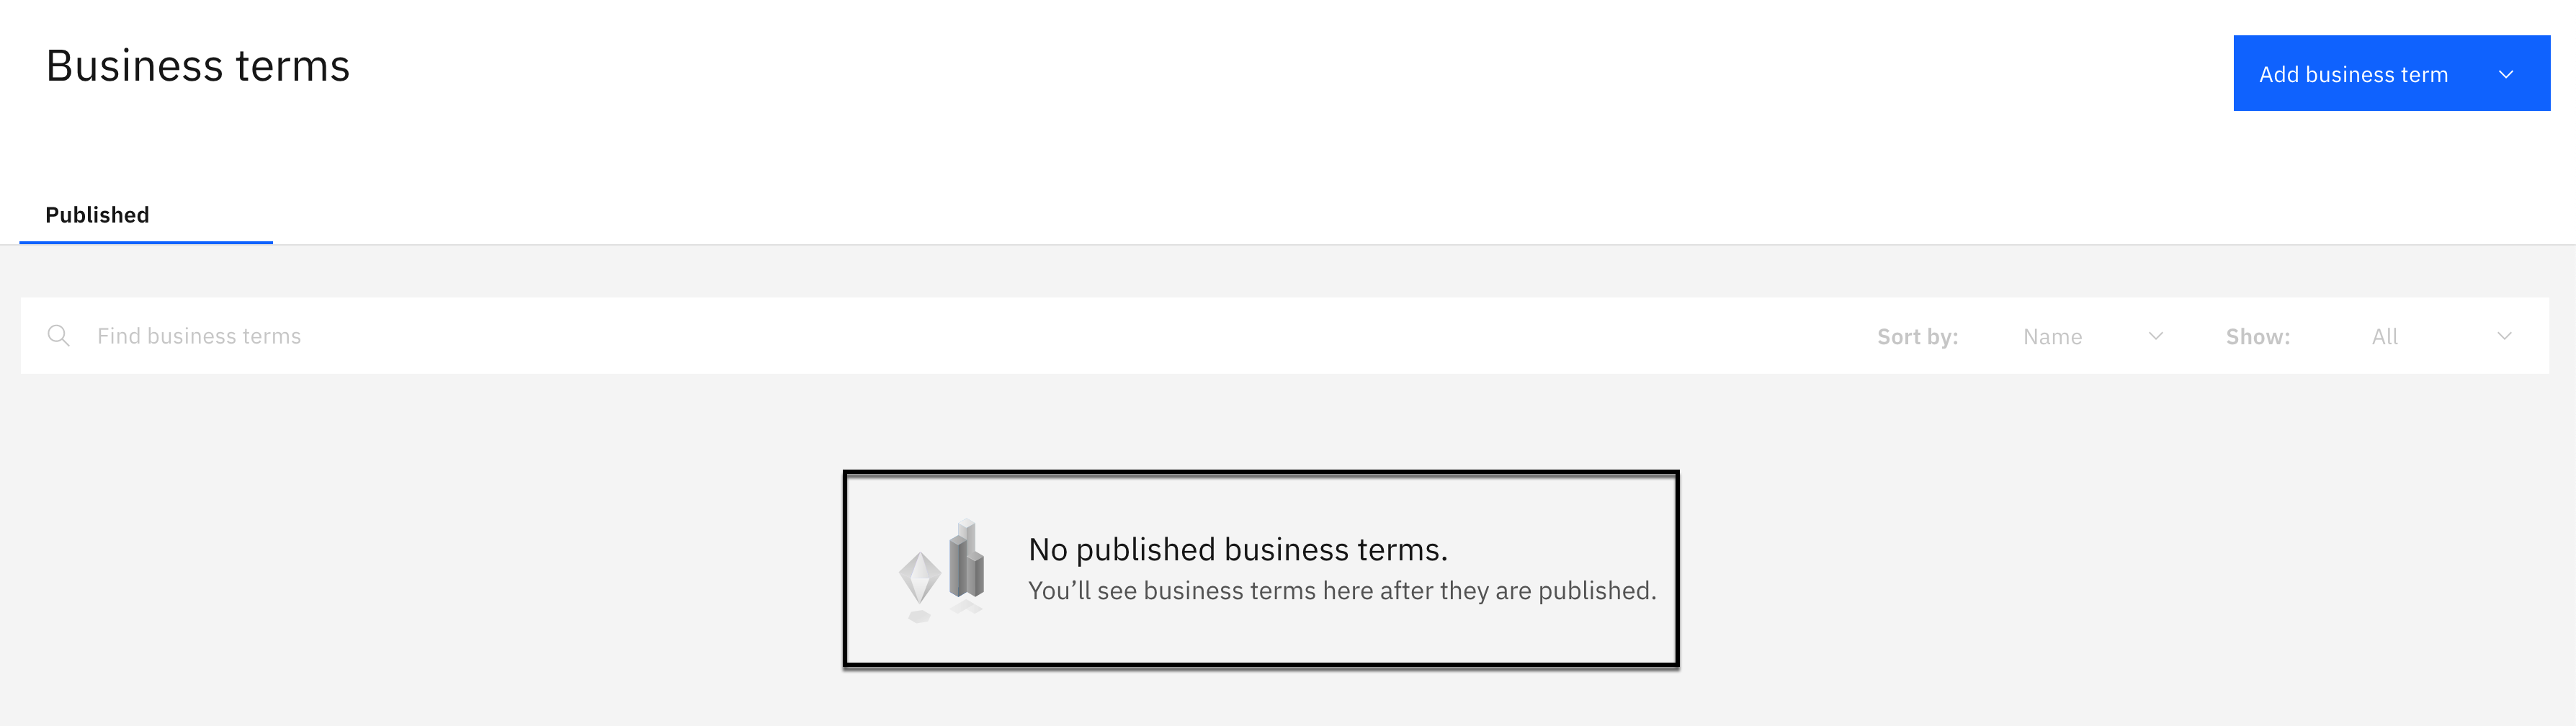 Business terms
Add business term
Published
Find business terms
Sort by: Name Show: All
No published business terms.
You’ll see business terms here after they are published.